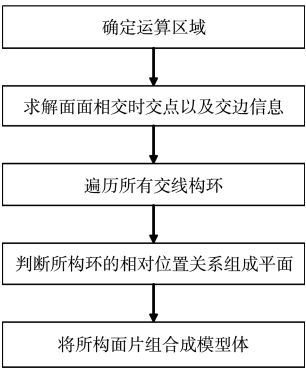 确定运算区域
求解面面相交时交点以及交边信息
遍历所有交线构环
判断所构环的相对位置关系组成平面
将所构面片组合成模型体